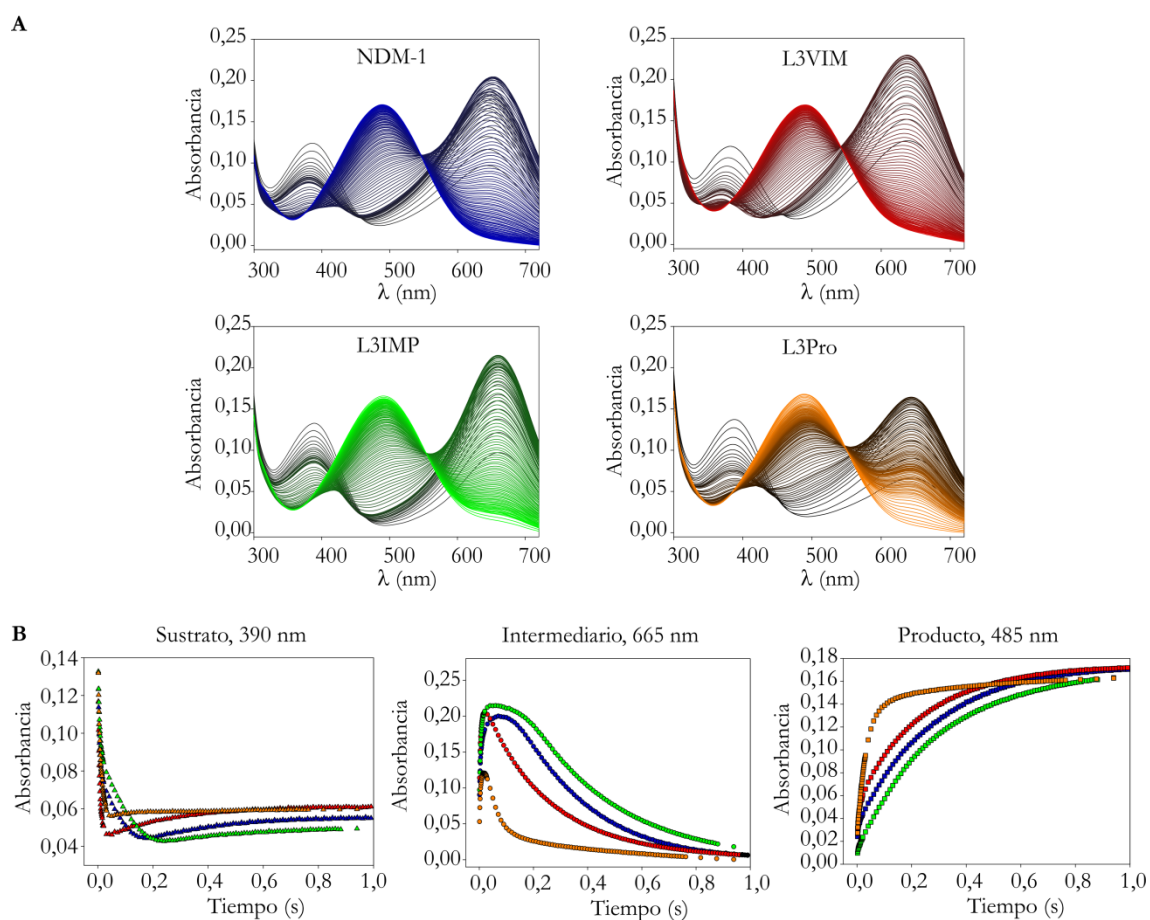 A
NDM-1
Absorbancia
0,25
0,20
0,15
0,10
0,05
0,00
300 400 500 600 700
λ (nm)
L3VIM
Absorbancia
0,25
0,20
0,15
0,10
0,05
0,00
300 400 500 600 700
λ (nm)
L3IMP
Absorbancia
0,25
0,20
0,15
0,10
0,05
0,00
300 400 500 600 700
λ (nm)
L3Pro
Absorbancia
0,25
0,20
0,15
0,10
0,05
0,00
300 400 500 600 700
λ (nm)
B
Sustrato, 390 nm
Absorbancia
0,14
0,12
0,10
0,08
0,06
0,04
0,0 0,2 0,4 0,6 0,8 1,0
Tiempo (s)
Intermediario, 665 nm
Absorbancia
0,25
0,20
0,15
0,10
0,05
0,00
0,0 0,2 0,4 0,6 0,8 1,0
Tiempo (s)
Producto, 485 nm
Absorbancia
0,18
0,16
0,14
0,12
0,10
0,08
0,06
0,04
0,02
0,00
0,0 0,2 0,4 0,6 0,8 1,0
Tiempo (s)